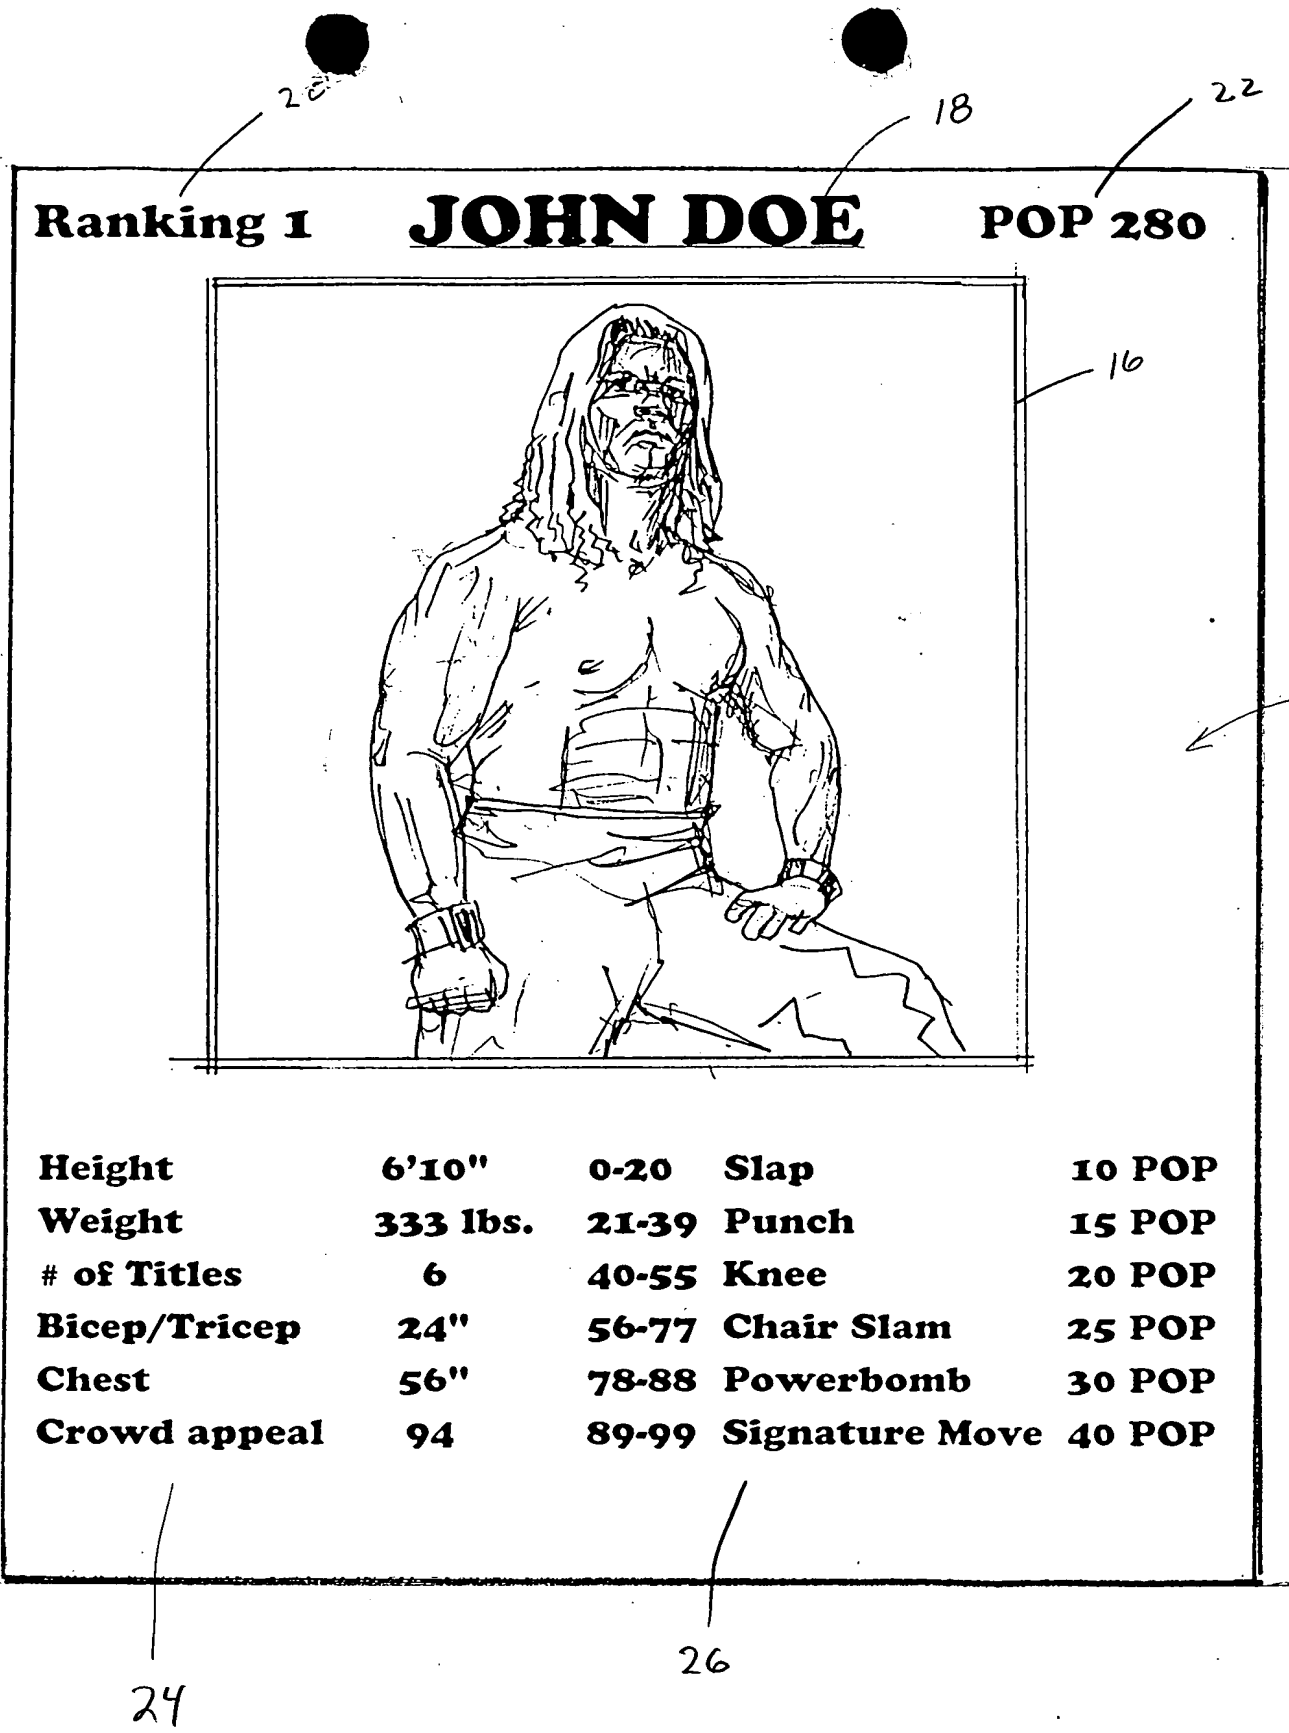 20 18 22
Ranking 1 JOHN DOE POP 280
16
Height 6'10" 0-20 Slap 10 POP
Weight 333 lbs. 21-39 Punch 15 POP
# of Titles 6 40-55 Knee 20 POP
Bicep/Tricep 24" 56-77 Chair Slam 25 POP
Chest 56" 78-88 Powerbomb 30 POP
Crowd appeal 94 89-99 Signature Move 40 POP
26
24